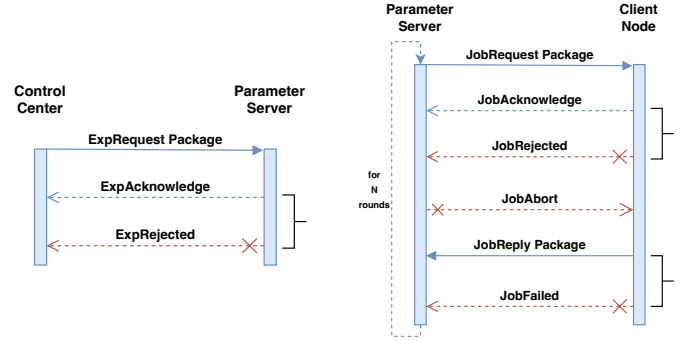 Control
Center
Parameter
Server
ExpRequest Package
ExpAcknowledge
ExpRejected
Parameter
Server
Client
Node
JobRequest Package
JobAcknowledge
JobRejected
for
N
rounds
JobAbort
JobReply Package
JobFailed